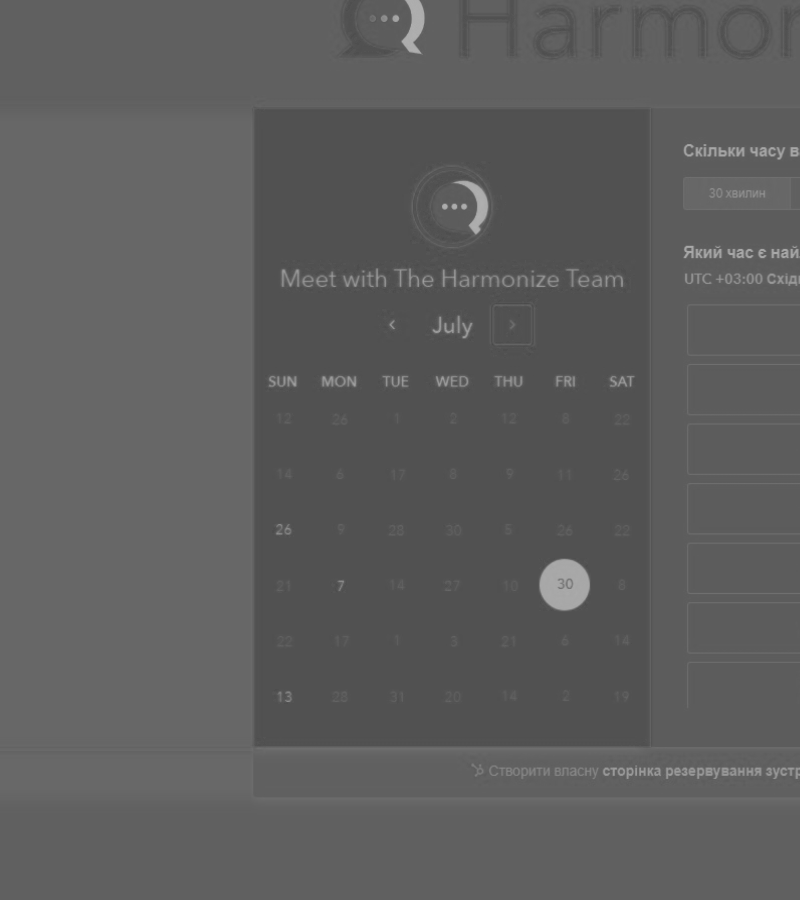 Harmon
Meet with The Harmonize Team
July
SUN MON TUE WED THU FRI SAT
12 26 1 2 12 22
14 6 17 8 9 11 26
26 9 28 30 5 26 22
21 7 14 27 10 30 8
22 17 1 3 21 6 14
13 28 31 20 14 2 19
Скільки часу в
30 хвилин
Який час є най
UTC +03:00 Східн
Створити власну сторінка резервування зустр